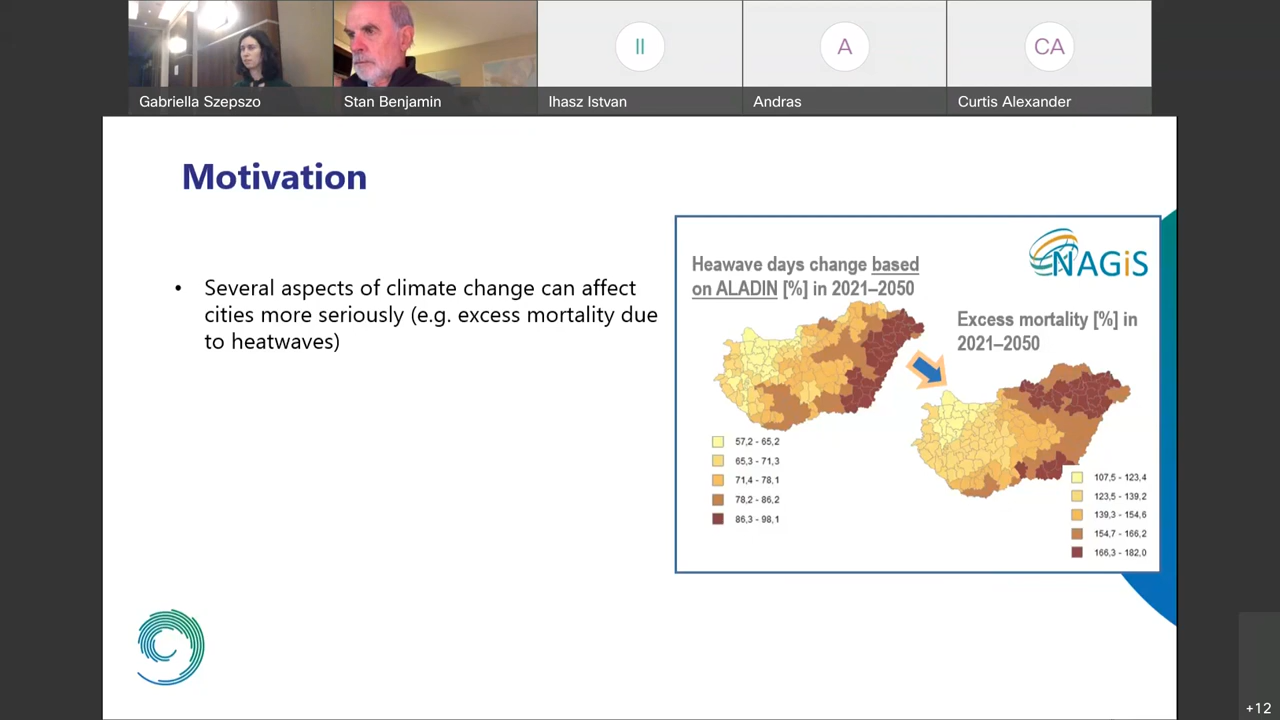 II
A
CA
Gabriella Szepszo
Stan Benjamin
Ihasz Istvan
Andras
Curtis Alexander
Motivation
• Several aspects of climate change can affect
cities more seriously (e.g. excess mortality due
to heatwaves)
NAGiS
Heawave days change based
on ALADIN [%] in 2021–2050
Excess mortality [%] in
2021–2050
57,2 - 65,2
65,3 - 71,3
71,4 - 78,1
78,2 - 86,2
86,3 - 98,1
107,5 - 123,4
123,5 - 139,2
139,3 - 154,6
154,7 - 166,2
166,3 - 182,0
+12